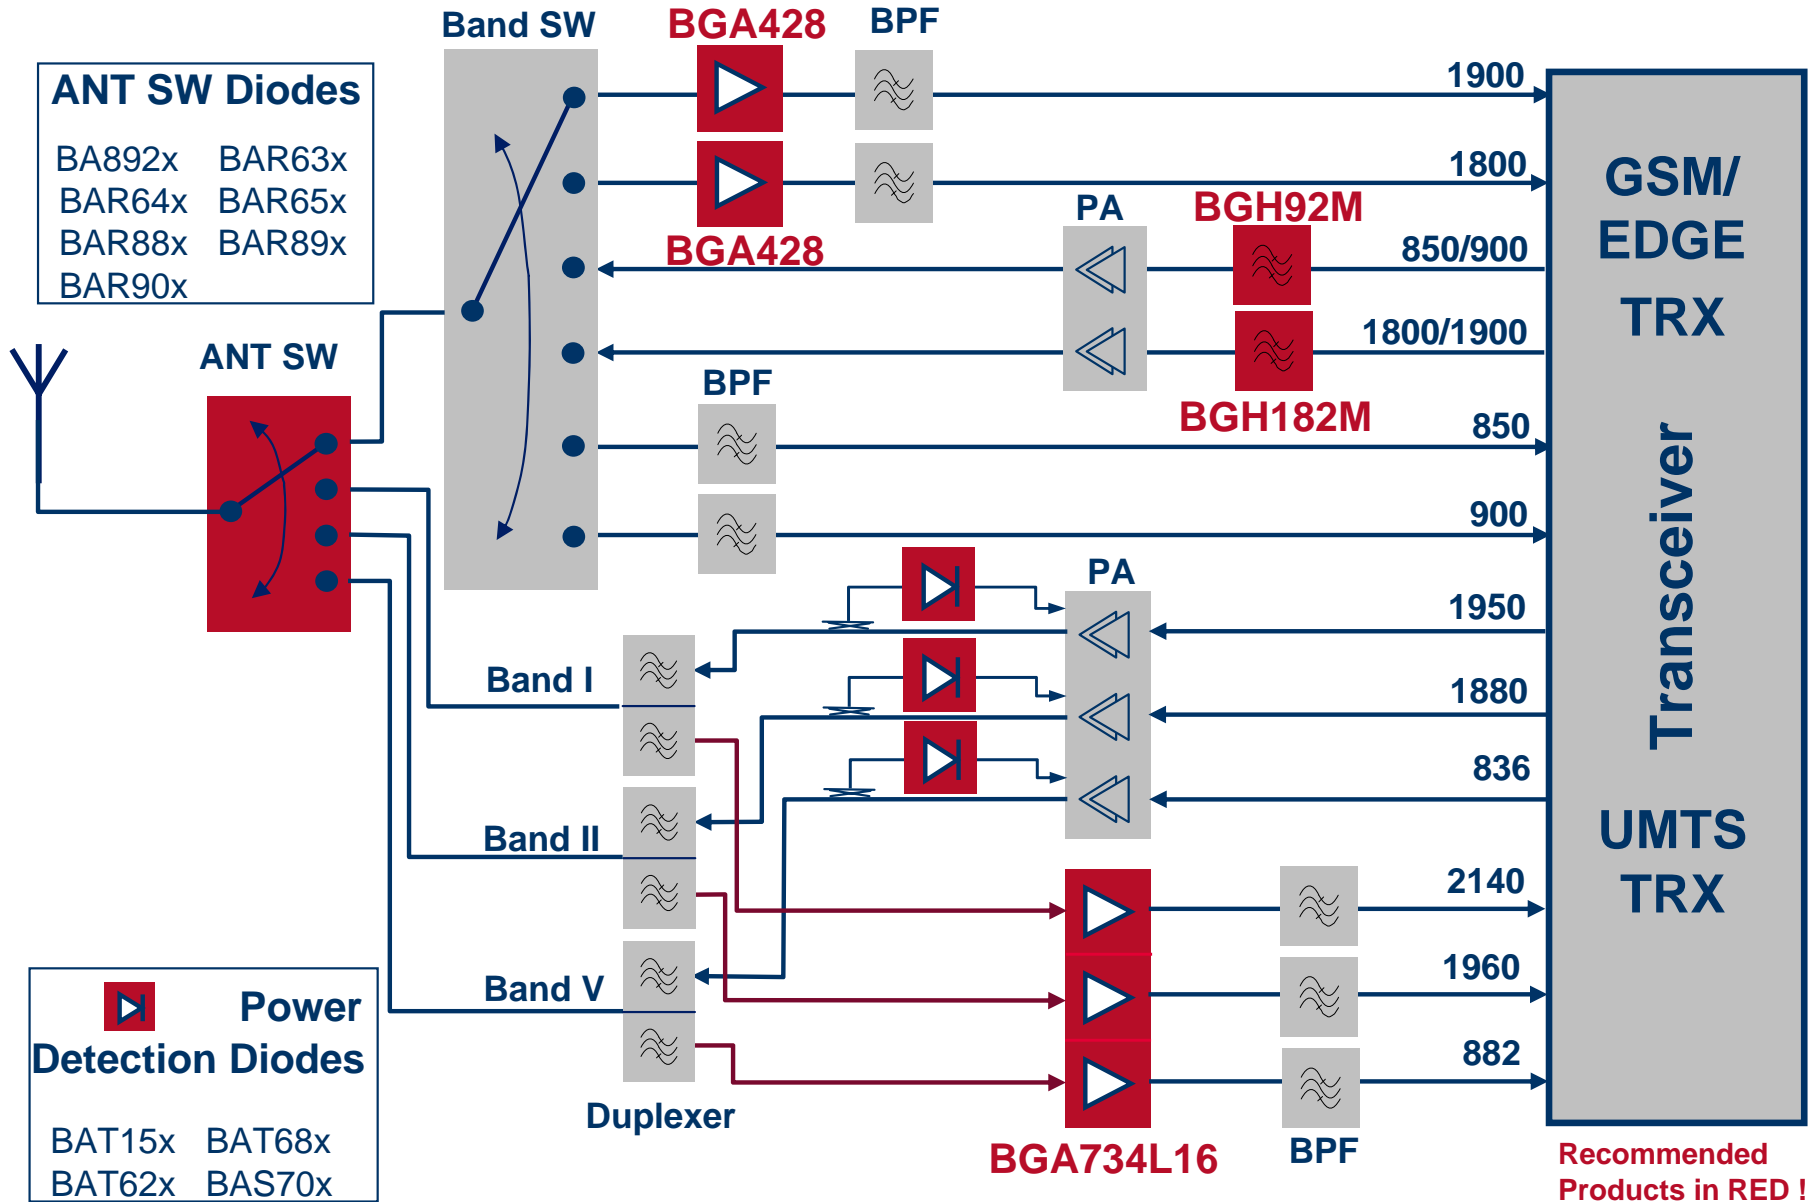 Band SW
BGA428
BPF
1900
ANT SW Diodes
BA892x BAR63x
BAR64x BAR65x
BAR88x BAR89x
BAR90x
1800
BGA428
PA
BGH92M
850/900
1800/1900
BGH182M
GSM/
EDGE
TRX
Transceiver
UMTS
TRX
ANT SW
BPF
850
900
PA
1950
1880
836
Band I
Band II
Band V
Duplexer
2140
1960
882
BGA734L16
BPF
Power
Detection Diodes
BAT15x BAT68x
BAT62x BAS70x
Recommended
Products in RED !